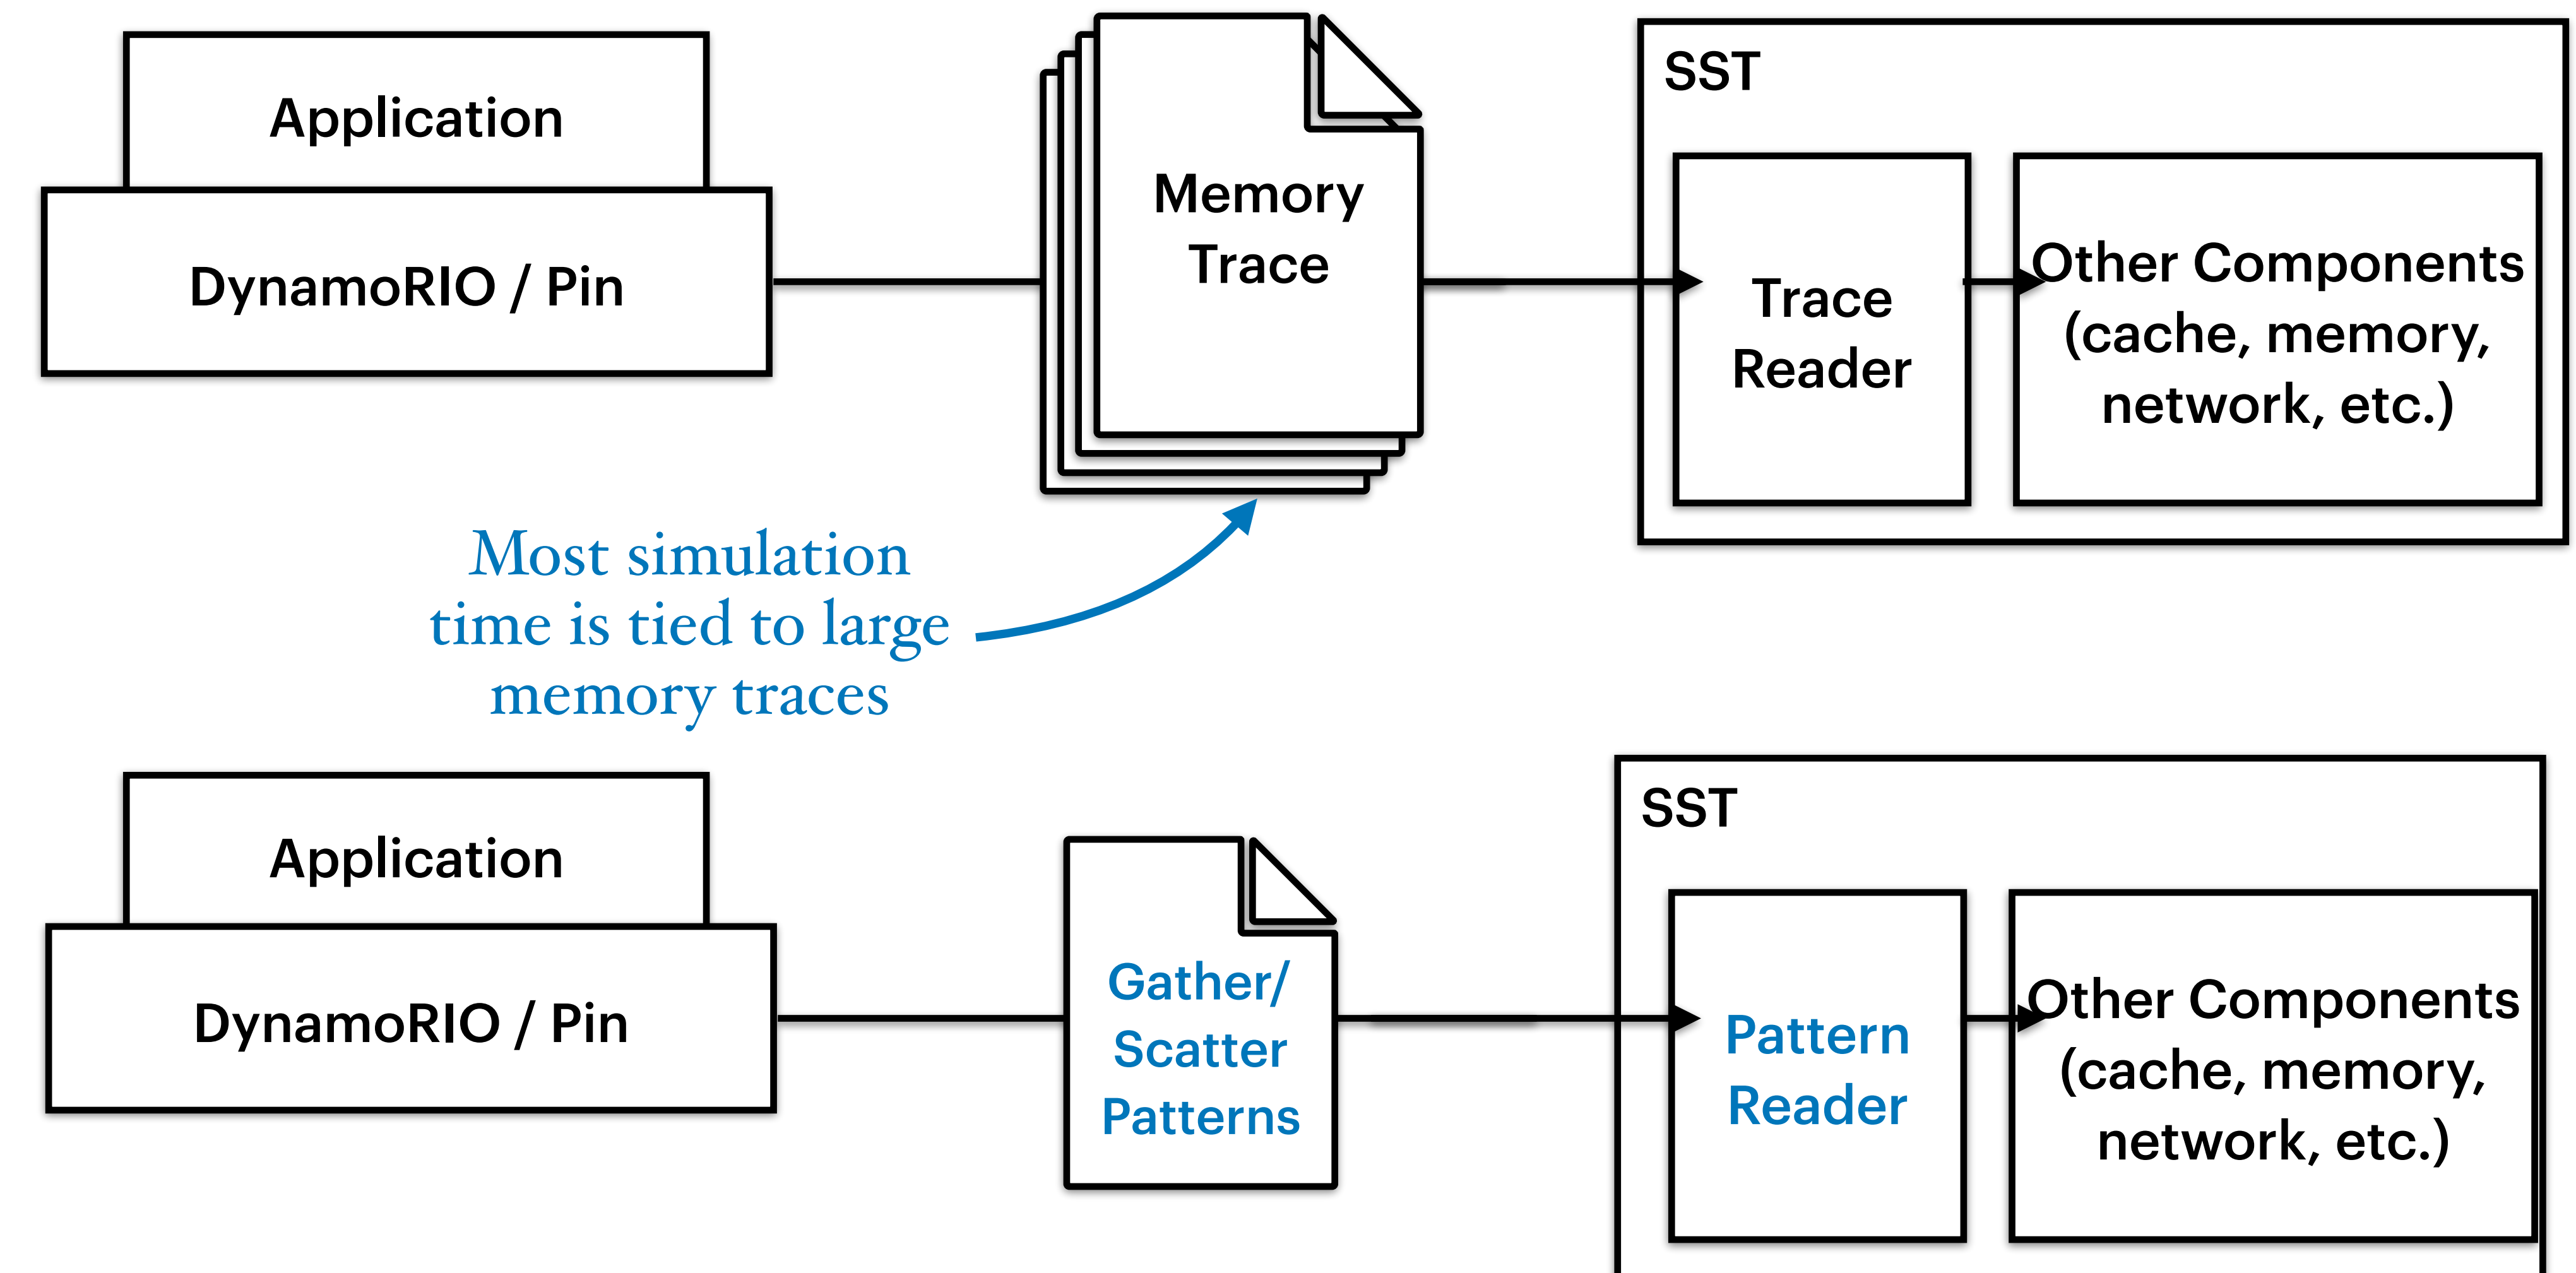 Application
DynamoRIO / Pin
Memory
Trace
SST
Trace
Reader
Other Components
(cache, memory,
network, etc.)
Most simulation
time is tied to large
memory traces
Application
DynamoRIO / Pin
Gather/
Scatter
Patterns
SST
Pattern
Reader
Other Components
(cache, memory,
network, etc.)